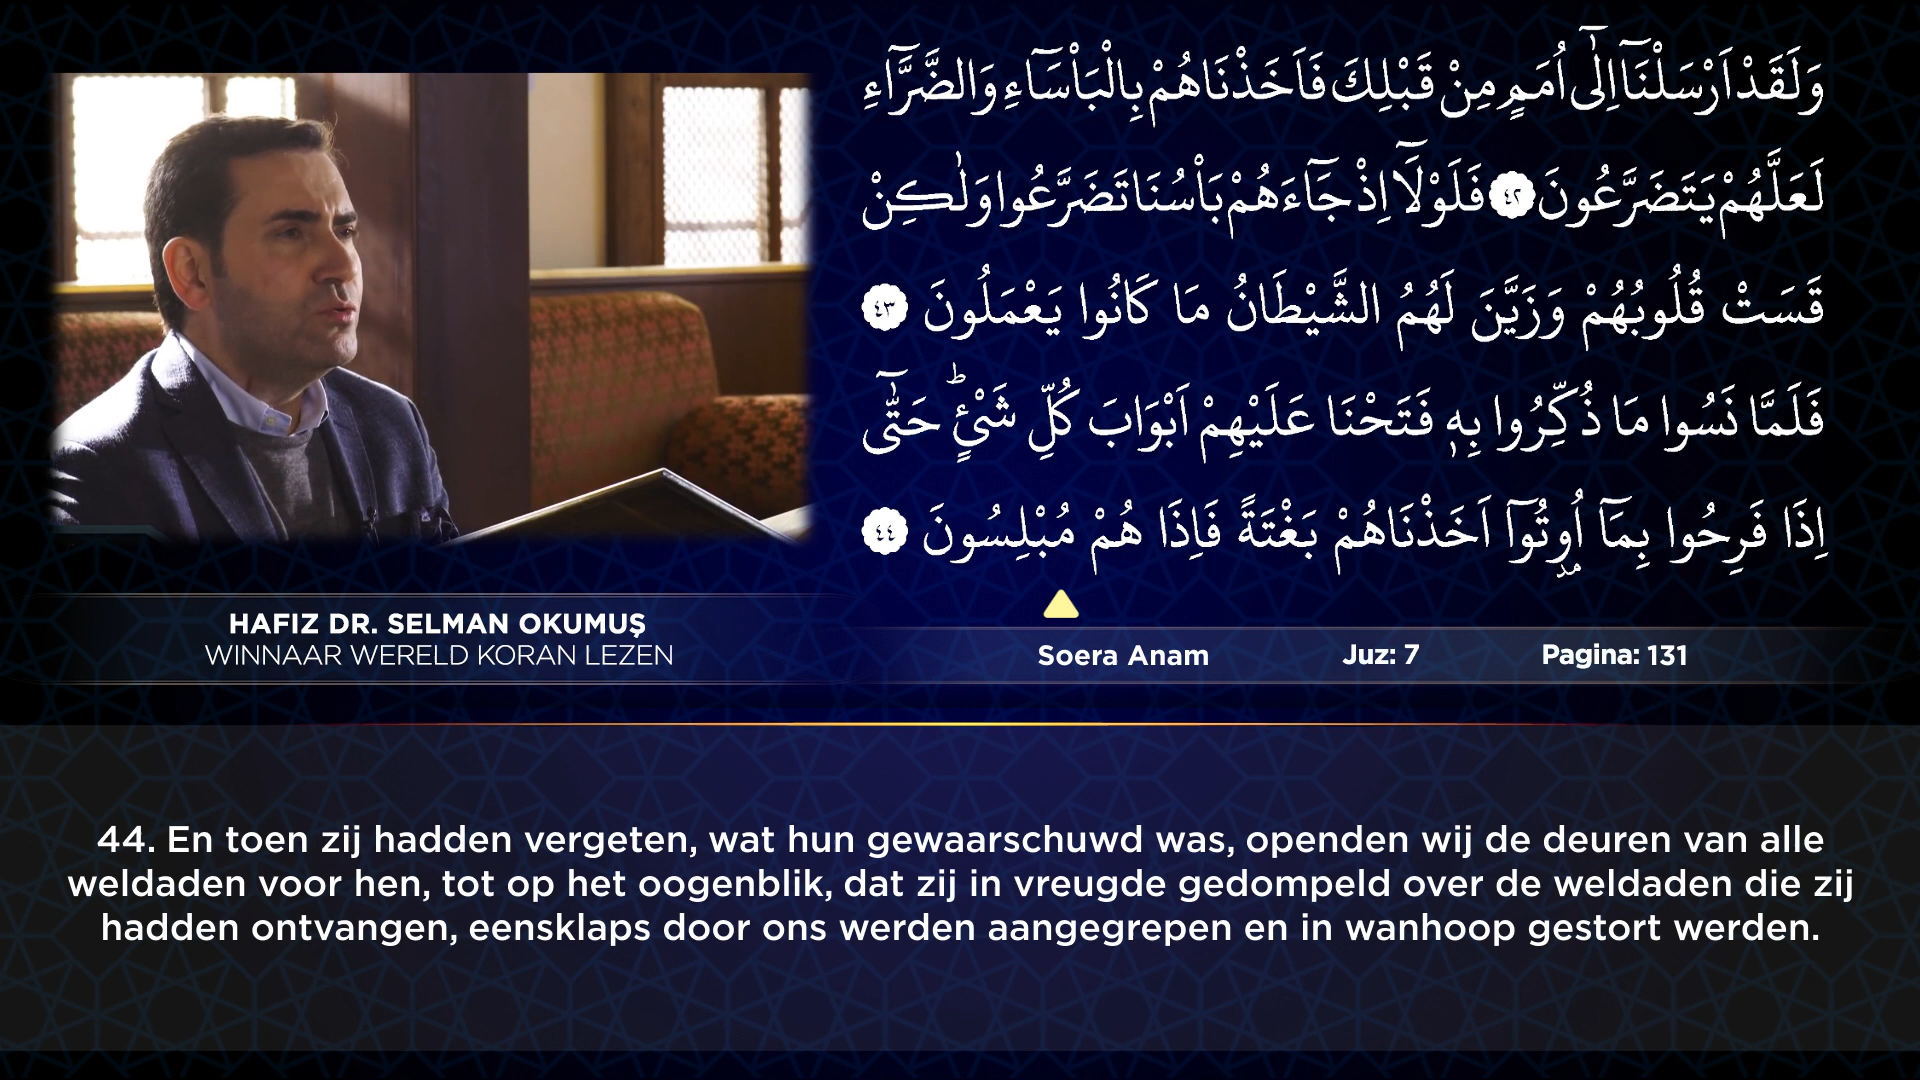 وَلَقَدْ اَرْسَلْنَٓا اِلٰٓى اُمَمٍ مِنْ قَبْلِكَ فَاَخَذْنَاهُمْ بِالْبَأْسَٓاءِ وَالضَّرَّٓاءِ
لَعَلَّهُمْ يَتَضَرَّعُونَ ﴿٤٢﴾ فَلَوْلَٓا اِذْ جَٓاءَهُمْ بَأْسُنَا تَضَرَّعُوا وَلٰكِنْ
قَسَتْ قُلُوبُهُمْ وَزَيَّنَ لَهُمُ الشَّيْطَانُ مَا كَانُوا يَعْمَلُونَ ﴿٤٣﴾
فَلَمَّا نَسُوا مَا ذُكِّرُوا بِهٖ فَتَحْنَا عَلَيْهِمْ اَبْوَابَ كُلِّ شَيْءٍۜ حَتّٰٓى
اِذَا فَرِحُوا بِمَٓا اُو۫تُٓوا اَخَذْنَاهُمْ بَغْتَةً فَاِذَا هُمْ مُبْلِسُونَ ﴿٤٤﴾
HAFIZ DR. SELMAN OKUMUŞ
WINNAAR WERELD KORAN LEZEN
Soera Anam Juz: 7 Pagina: 131
44. En toen zij hadden vergeten, wat hun gewaarschuwd was, openden wij de deuren van alle
weldaden voor hen, tot op het oogenblik, dat zij in vreugde gedompeld over de weldaden die zij
hadden ontvangen, eensklaps door ons werden aangegrepen en in wanhoop gestort werden.